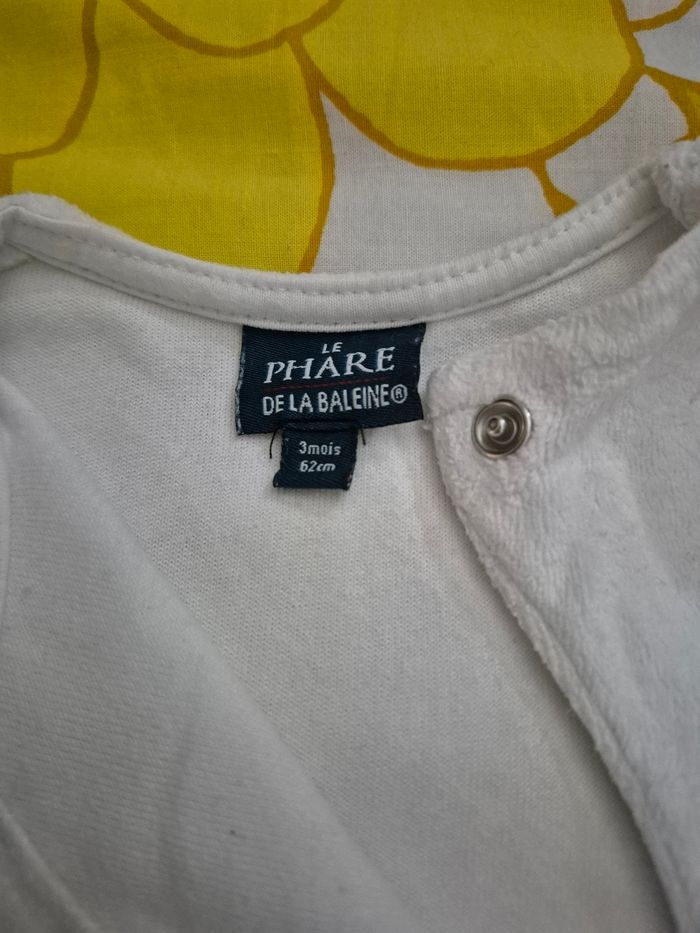 LE
PHARE
DE LA BALEINE®
3mois
62cm